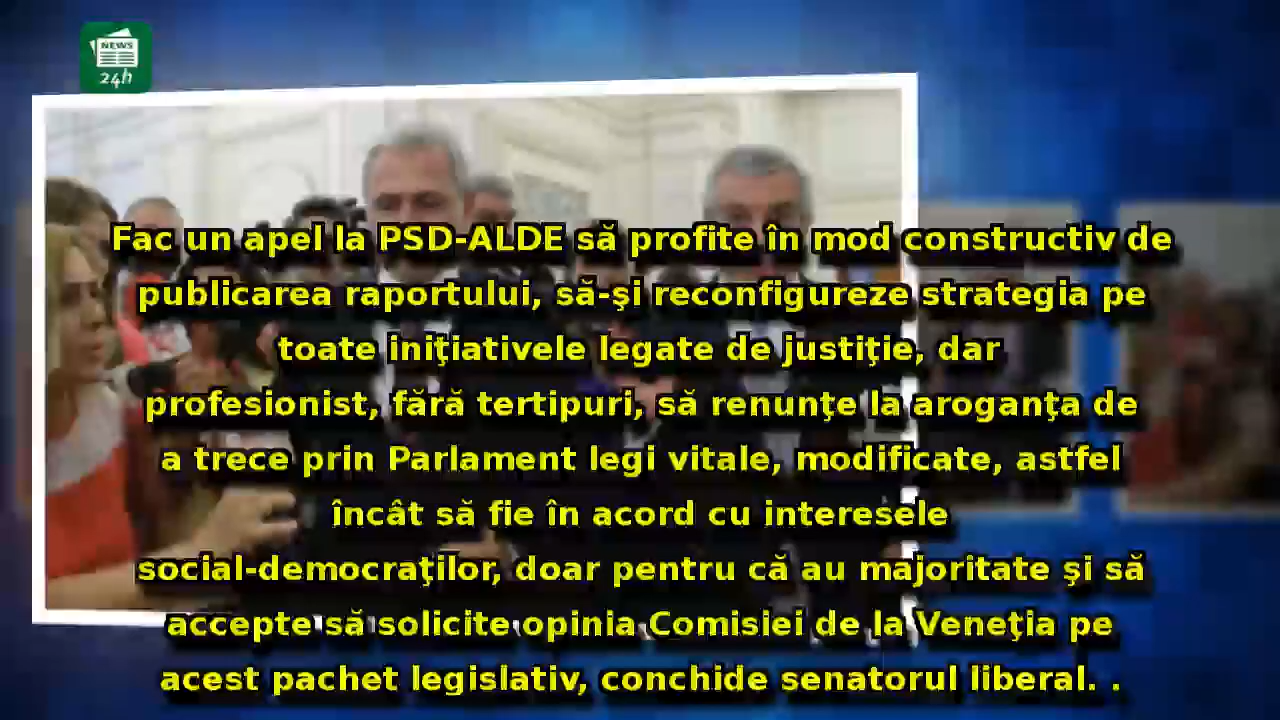 NEWS
24h
Fac un apel la PSD-ALDE să profite în mod constructiv de
publicarea raportului, să-şi reconfigureze strategia pe
toate iniţiativele legate de justiţie, dar
profesionist, fără tertipuri, să renunţe la aroganţa de
a trece prin Parlament legi vitale, modificate, astfel
încât să fie în acord cu interesele
social-democraţilor, doar pentru că au majoritate şi să
accepte să solicite opinia Comisiei de la Veneţia pe
acest pachet legislativ, conchide senatorul liberal. .